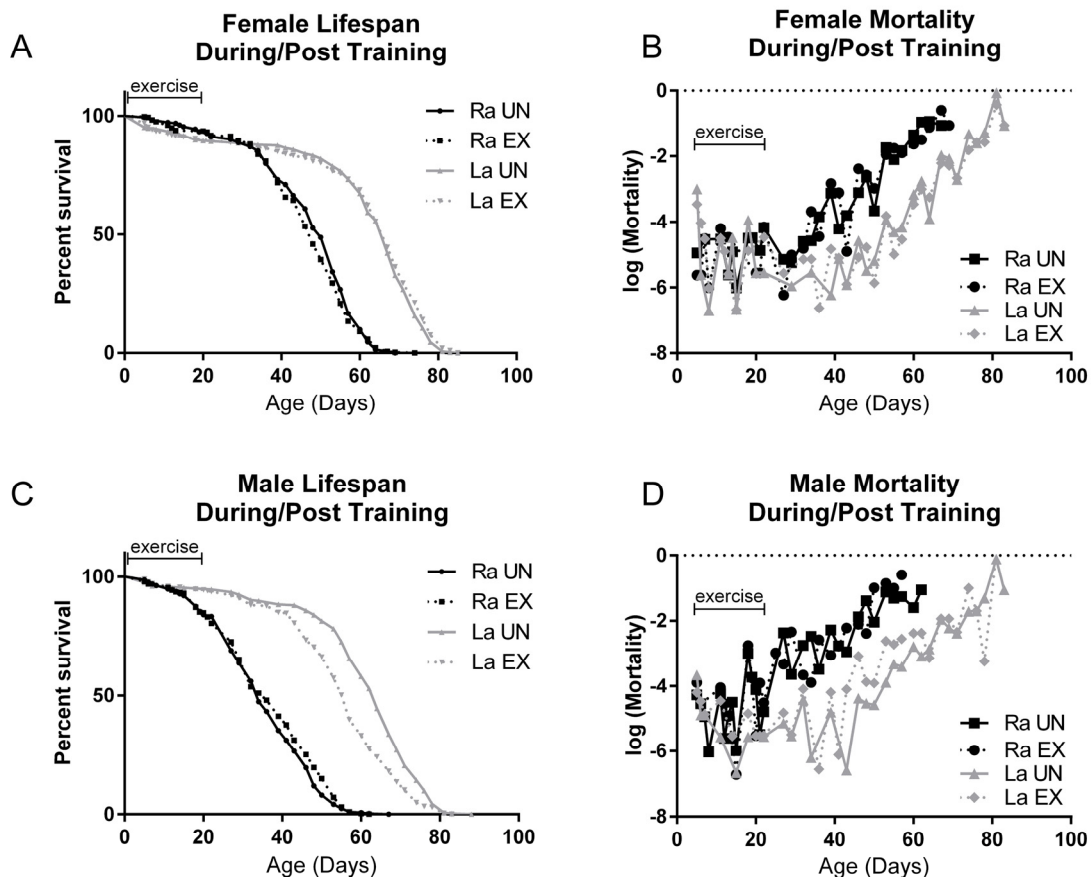 A
Female Lifespan
During/Post Training
exercise
100
50
0
Percent survival
0 20 40 60 80 100
Age (Days)
Ra UN
Ra EX
La UN
La EX
B
Female Mortality
During/Post Training
0
-2
-4
-6
-8
log (Mortality)
exercise
0 20 40 60 80 100
Age (Days)
Ra UN
Ra EX
La UN
La EX
C
Male Lifespan
During/Post Training
exercise
100
50
0
Percent survival
0 20 40 60 80 100
Age (Days)
Ra UN
Ra EX
La UN
La EX
D
Male Mortality
During/Post Training
0
-2
-4
-6
-8
log (Mortality)
exercise
0 20 40 60 80 100
Age (Days)
Ra UN
Ra EX
La UN
La EX